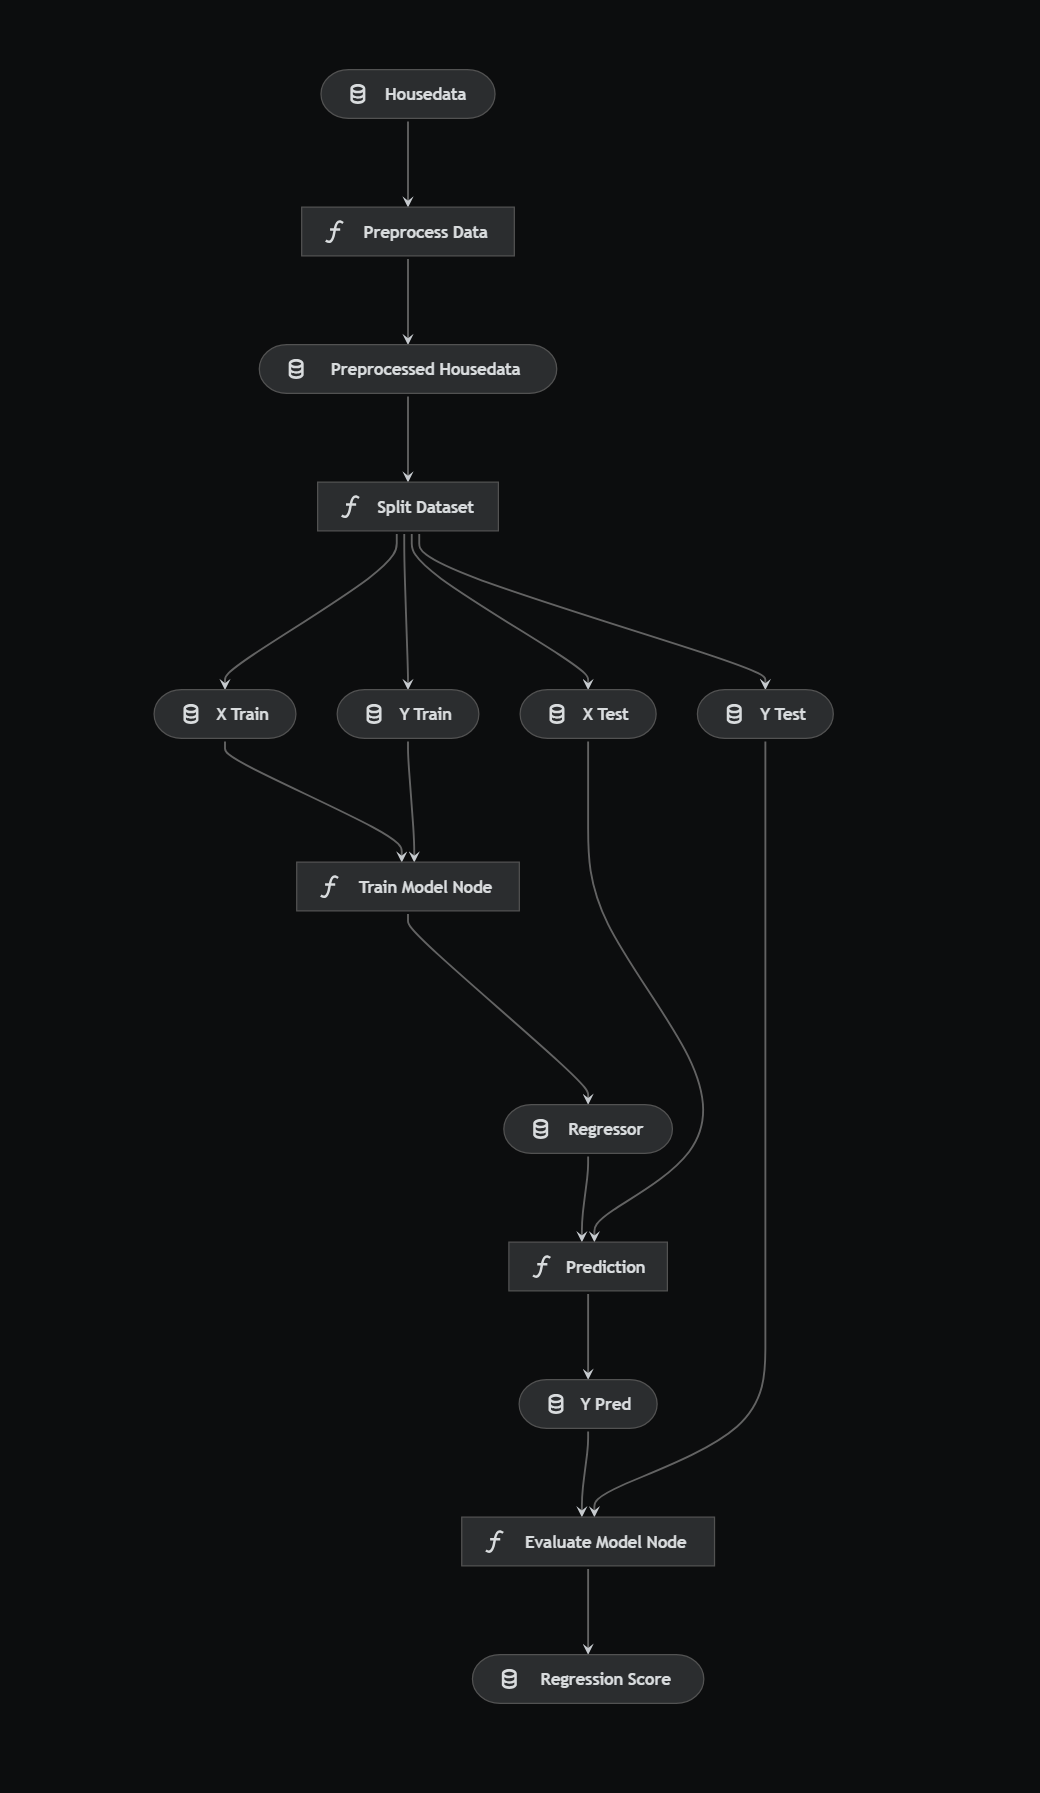 Housedata
Preprocess Data
Preprocessed Housedata
Split Dataset
X Train
Y Train
X Test
Y Test
Train Model Node
Regressor
Prediction
Y Pred
Evaluate Model Node
Regression Score